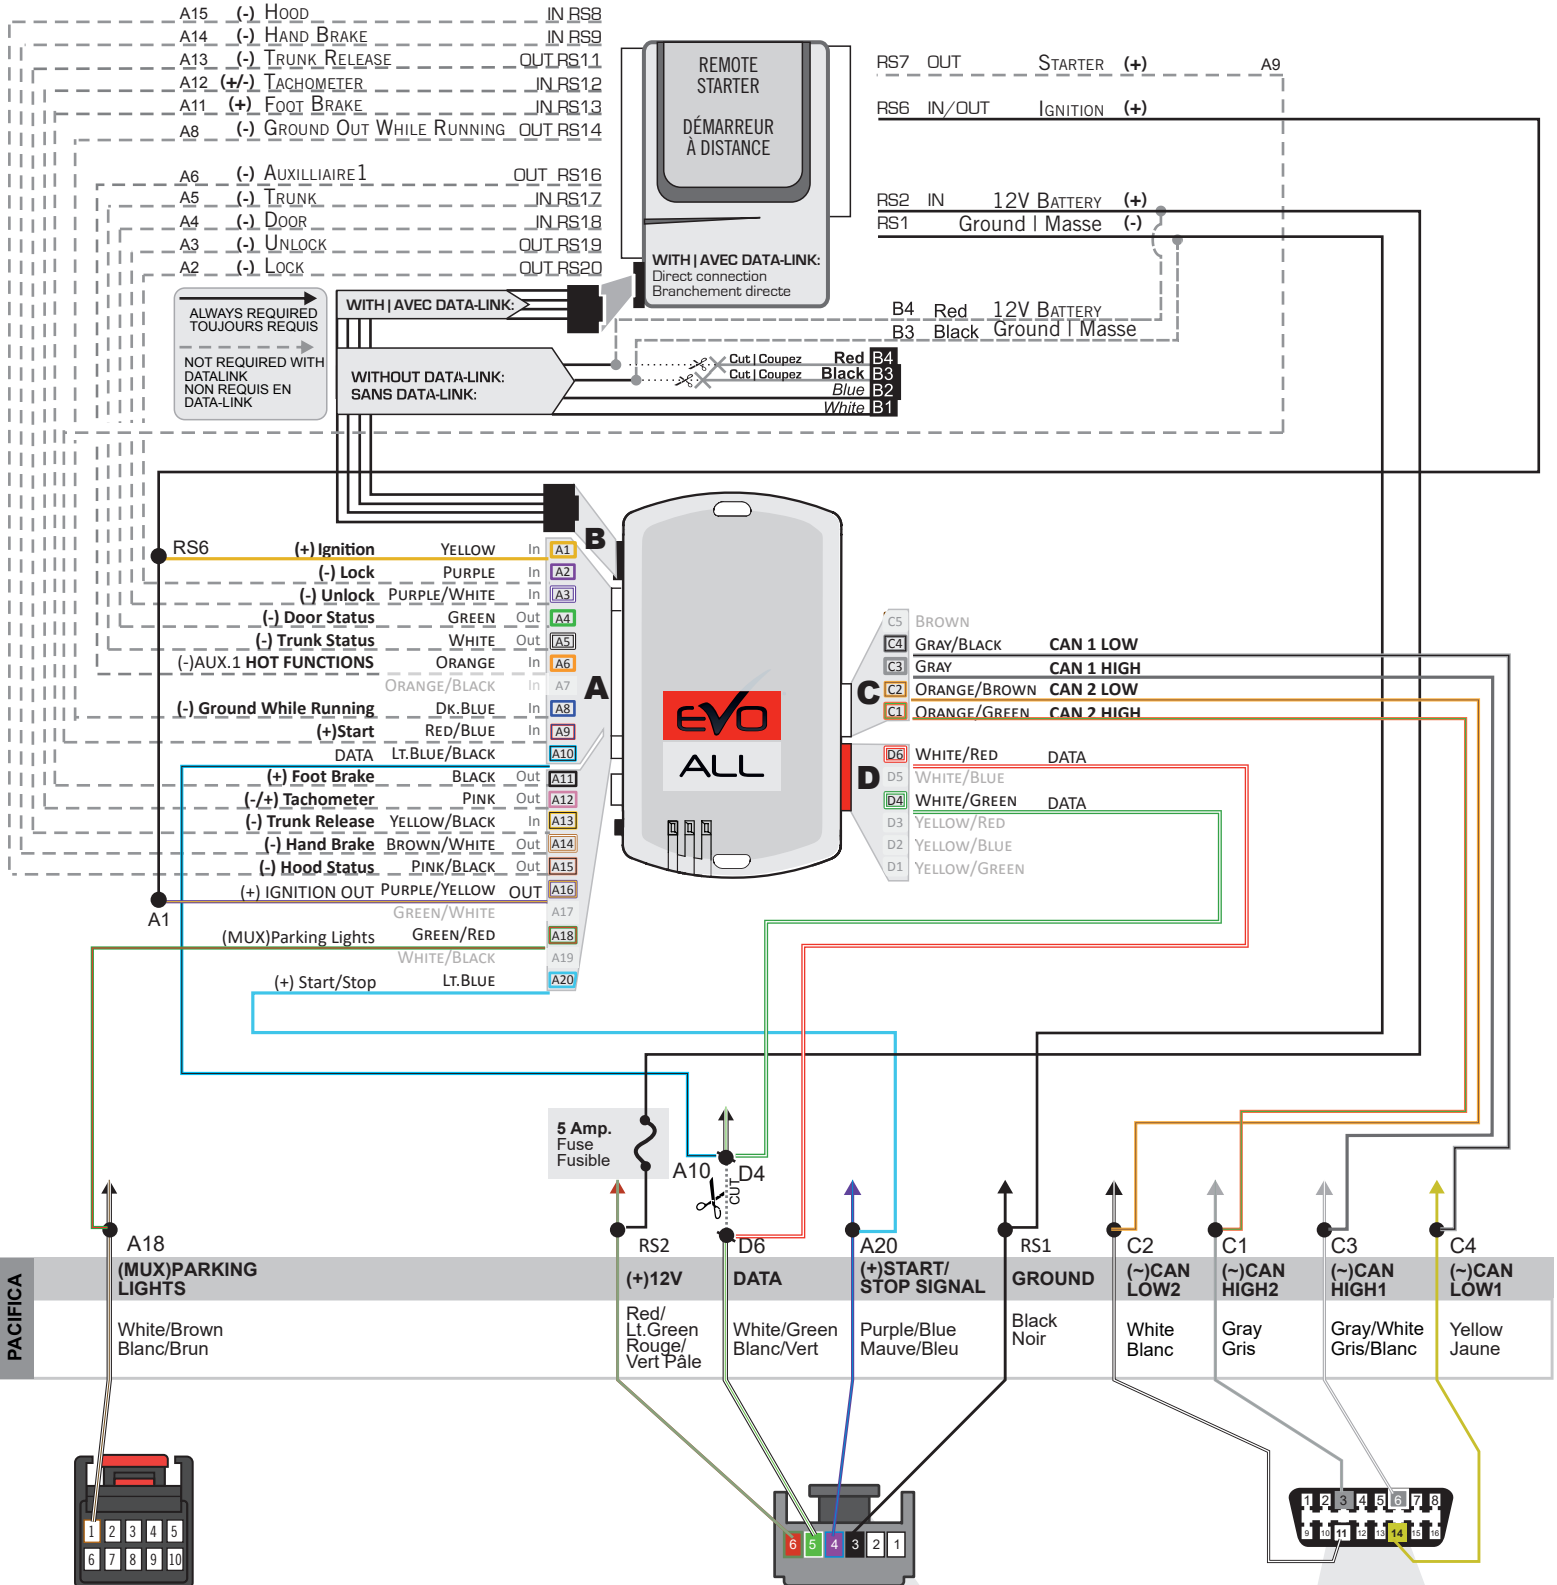 A15 (-) HOOD IN RS8
A14 (-) HAND BRAKE IN RS9
A13 (-) TRUNK RELEASE OUT RS11
A12 (+/-) TACHOMETER IN RS12
A11 (+) FOOT BRAKE IN RS13
A8 (-) GROUND OUT WHILE RUNNING OUT RS14
A6 (-) AUXILLIAIRE1 OUT RS16
A5 (-) TRUNK IN RS17
A4 (-) DOOR IN RS18
A3 (-) UNLOCK OUT RS19
A2 (-) LOCK OUT RS20
REMOTE
STARTER
DÉMARREUR
À DISTANCE
WITH | AVEC DATA-LINK:
Direct connection
Branchement directe
RS7 OUT STARTER (+) A9
RS6 IN/OUT IGNITION (+)
RS2 IN 12V BATTERY (+)
RS1 Ground | Masse (-)
B4 Red 12V BATTERY
B3 Black Ground | Masse
ALWAYS REQUIRED
TOUJOURS REQUIS
NOT REQUIRED WITH
DATALINK
NON REQUIS EN
DATA-LINK
WITH | AVEC DATA-LINK:
WITHOUT DATA-LINK:
SANS DATA-LINK:
Cut | Coupez Red B4
Cut | Coupez Black B3
Blue B2
White B1
B
A
RS6 (+) Ignition YELLOW In A1
(-) Lock PURPLE In A2
(-) Unlock PURPLE/WHITE In A3
(-) Door Status GREEN Out A4
(-) Trunk Status WHITE Out A5
(-)AUX.1 HOT FUNCTIONS ORANGE In A6
ORANGE/BLACK In A7
(-) Ground While Running DK.BLUE In A8
(+)Start RED/BLUE In A9
DATA LT.BLUE/BLACK A10
(+) Foot Brake BLACK Out A11
(-/+) Tachometer PINK Out A12
(-) Trunk Release YELLOW/BLACK In A13
(-) Hand Brake BROWN/WHITE Out A14
(-) Hood Status PINK/BLACK Out A15
(+) IGNITION OUT PURPLE/YELLOW OUT A16
A1
GREEN/WHITE A17
(MUX)Parking Lights GREEN/RED A18
WHITE/BLACK A19
(+) Start/Stop LT.BLUE A20
EVO
ALL
C
C5 BROWN
C4 GRAY/BLACK CAN 1 LOW
C3 GRAY CAN 1 HIGH
C2 ORANGE/BROWN CAN 2 LOW
C1 ORANGE/GREEN CAN 2 HIGH
D
D6 WHITE/RED DATA
D5 WHITE/BLUE
D4 WHITE/GREEN DATA
D3 YELLOW/RED
D2 YELLOW/BLUE
D1 YELLOW/GREEN
5 Amp.
Fuse
Fusible
A10 D4
CUT
A18 RS2 D6 A20 RS1 C2 C1 C3 C4
PACIFICA
(MUX)PARKING
LIGHTS
(+)12V
DATA
(+)START/
STOP SIGNAL
GROUND
(~)CAN
LOW2
(~)CAN
HIGH2
(~)CAN
HIGH1
(~)CAN
LOW1
White/Brown
Blanc/Brun
Red/
Lt.Green
Rouge/
Vert Pâle
White/Green
Blanc/Vert
Purple/Blue
Mauve/Bleu
Black
Noir
White
Blanc
Gray
Gris
Gray/White
Gris/Blanc
Yellow
Jaune
1 2 3 4 5
6 7 8 9 10
6 5 4 3 2 1
1 2 3 4 5 6 7 8
9 10 11 12 13 14 15 16